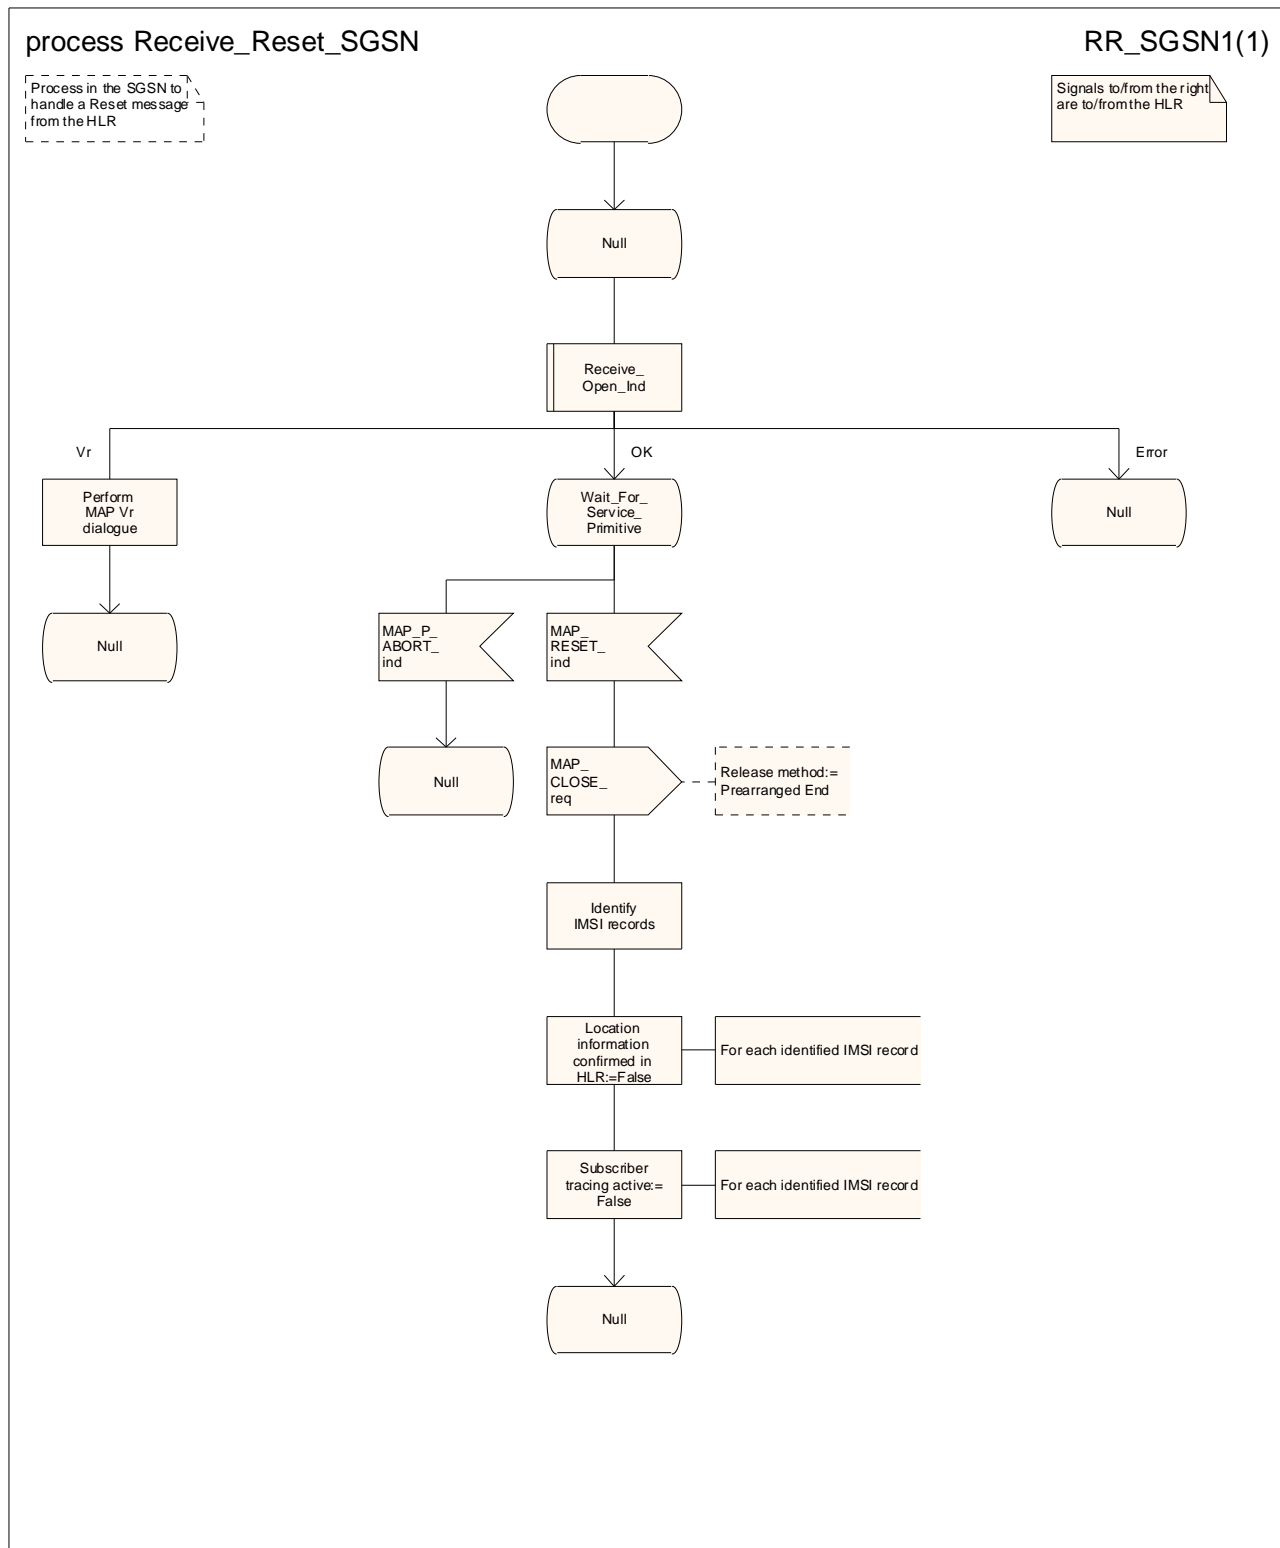 process Receive_Reset_SGSN
RR_SGSN1(1)
Process in the SGSN to
handle a Reset message
from the HLR
Signals to/from the right
are to/from the HLR
Null
Receive_
Open_Ind
Vr
OK
Error
Perform
MAP Vr
dialogue
Wait_For_
Service_
Primitive
Null
Null
MAP_P_
ABORT_
ind
MAP_
RESET_
ind
Null
MAP_
CLOSE_
req
Release method:=
Prearranged End
Identify
IMSI records
Location
information
confirmed in
HLR:=False
For each identified IMSI record
Subscriber
tracing active:=
False
For each identified IMSI record
Null